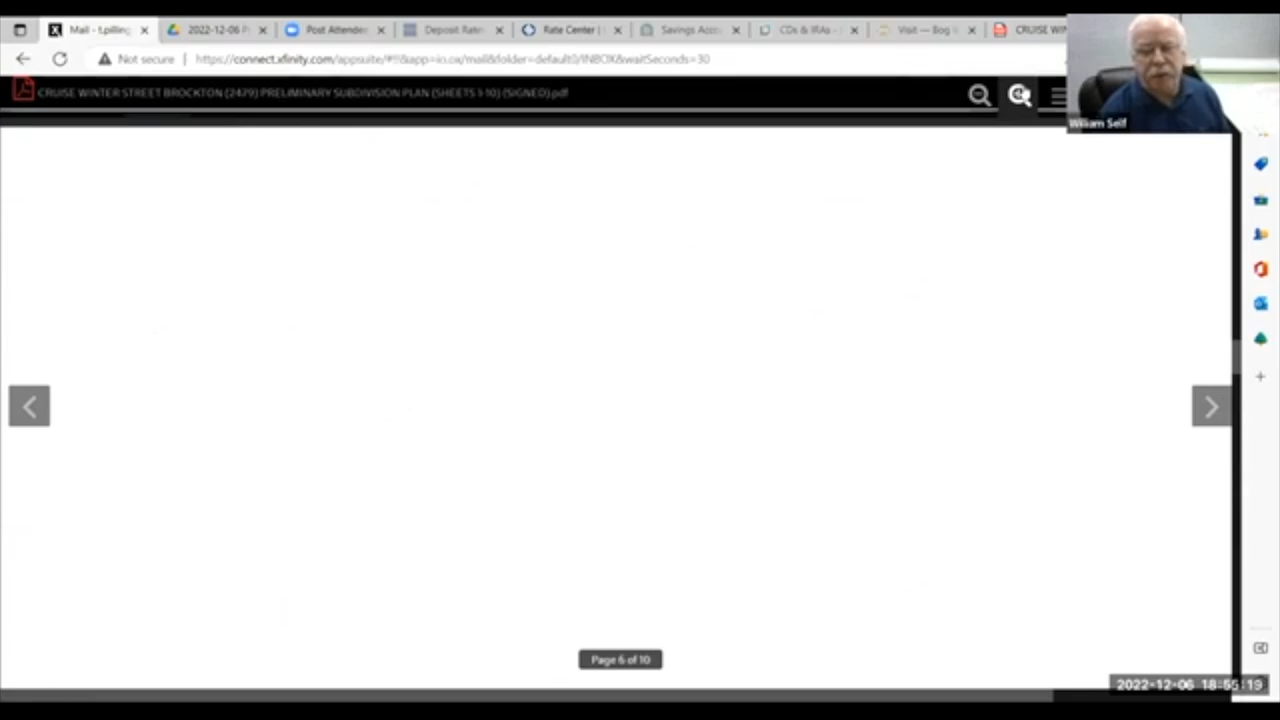 Mail - t.pilling
2022-12-06 P
Post Attendee
Deposit Rates
Rate Center |
Savings Acco
CDs & IRAs -
Visit — Bog
CRUISE WIN
Not secure | https://connect.xfinity.com/appsuite/#!!&app=io.ox/mail&folder=default0/INBOX&waitSeconds=30
CRUISE WINTER STREET BROCKTON (2479) PRELIMINARY SUBDIVISION PLAN (SHEETS 1-10) (SIGNED).pdf
William Self
Page 6 of 10
2022-12-06 18:55:19